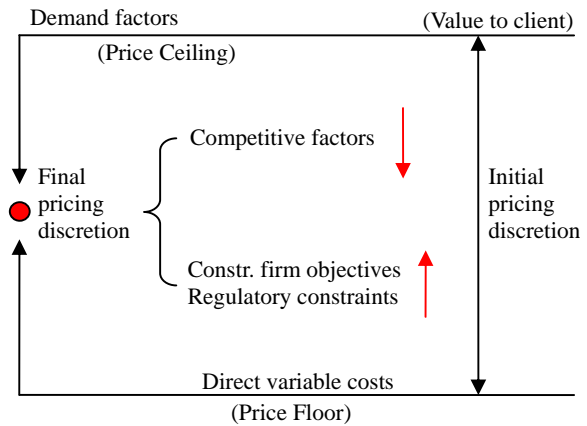 Demand factors
(Value to client)
(Price Ceiling)
Competitive factors
Final
pricing
discretion
Initial
pricing
discretion
Constr. firm objectives
Regulatory constraints
Direct variable costs
(Price Floor)